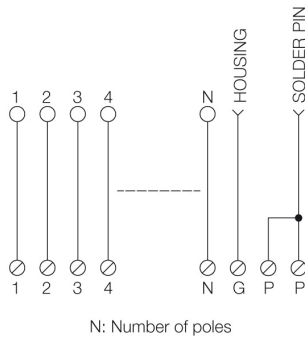 HOUSING
SOLDER PIN
1 2 3 4 N
1 2 3 4 N G P P
N: Number of poles